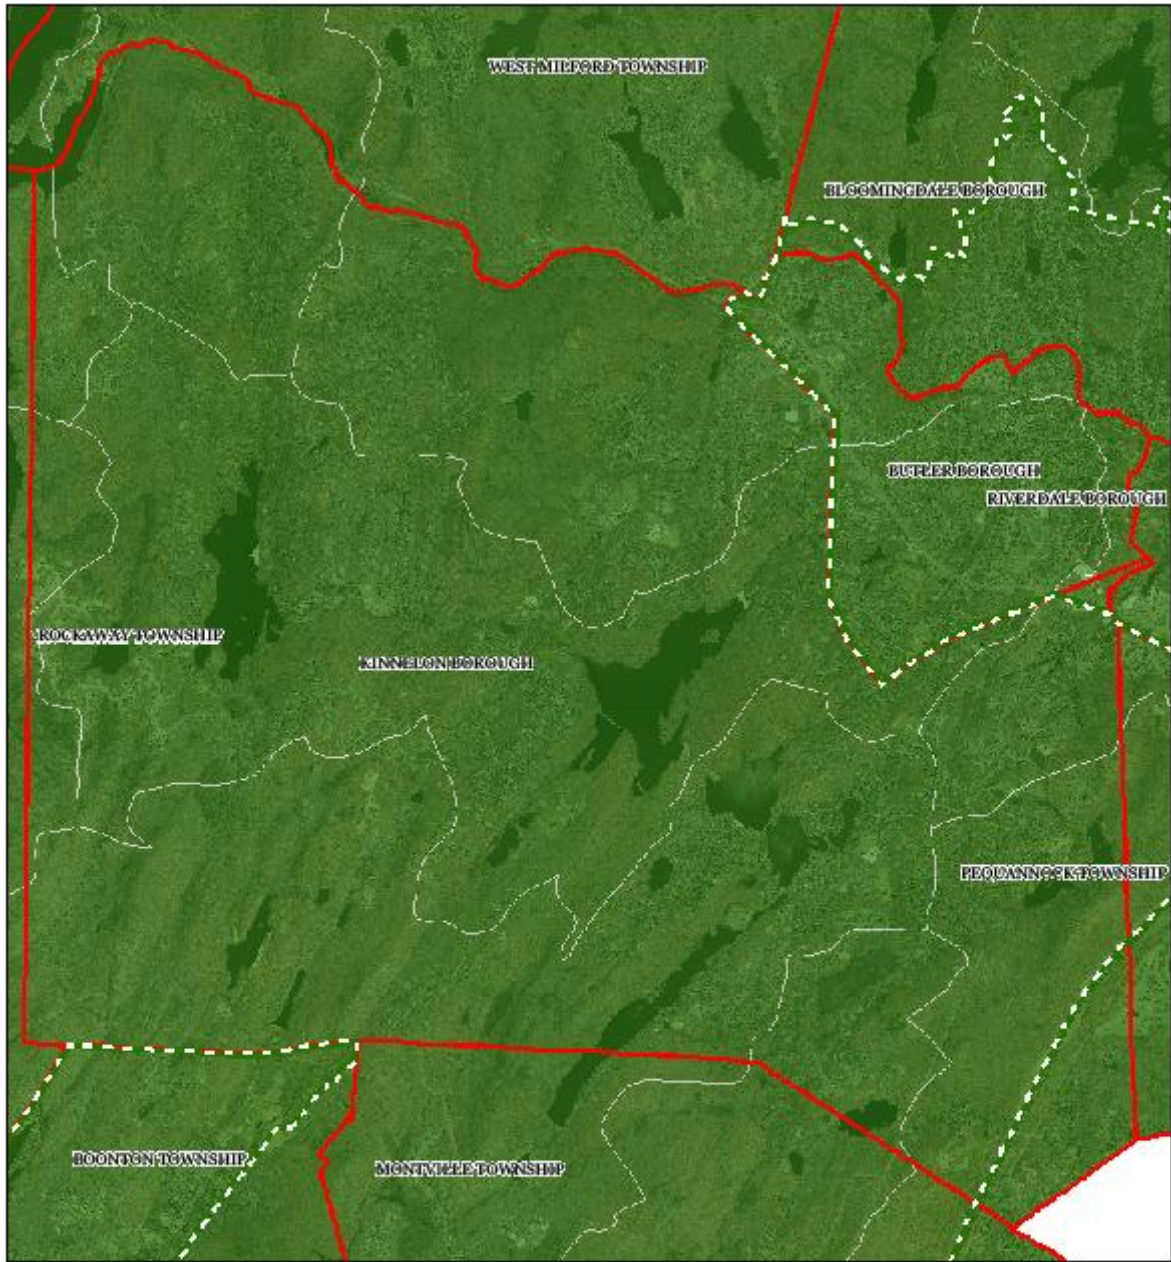 WEST MILFORD TOWNSHIP
BLOOMINGDALE BOROUGH
BUTLER BOROUGH
RIVERDALE BOROUGH
ROCKAWAY TOWNSHIP
KINNELON BOROUGH
PEQUANNOCK TOWNSHIP
BOONTON TOWNSHIP
MONTVILLE TOWNSHIP